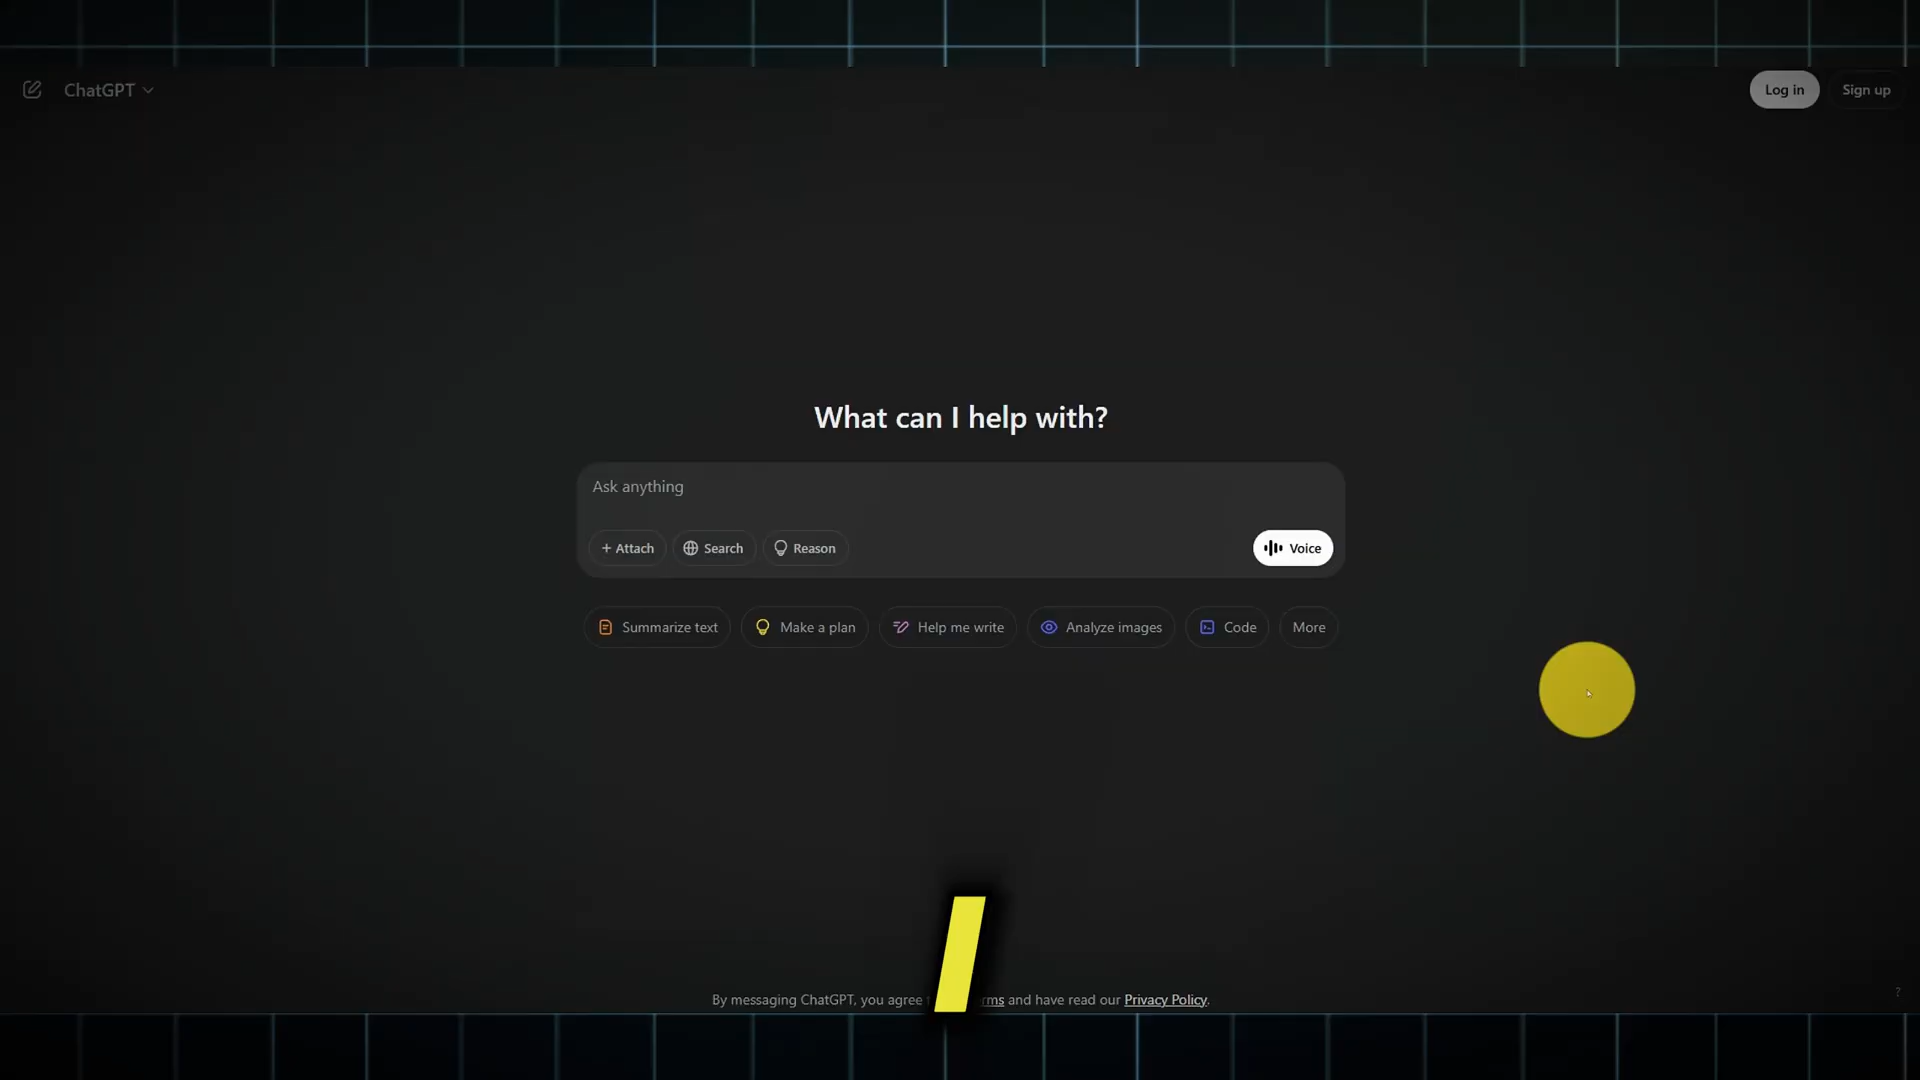 ChatGPT
Log in
Sign up
What can I help with?
Ask anything
+ Attach
Search
Reason
Voice
Summarize text
Make a plan
Help me write
Analyze images
Code
More
I
By messaging ChatGPT, you agree rms and have read our Privacy Policy.
?